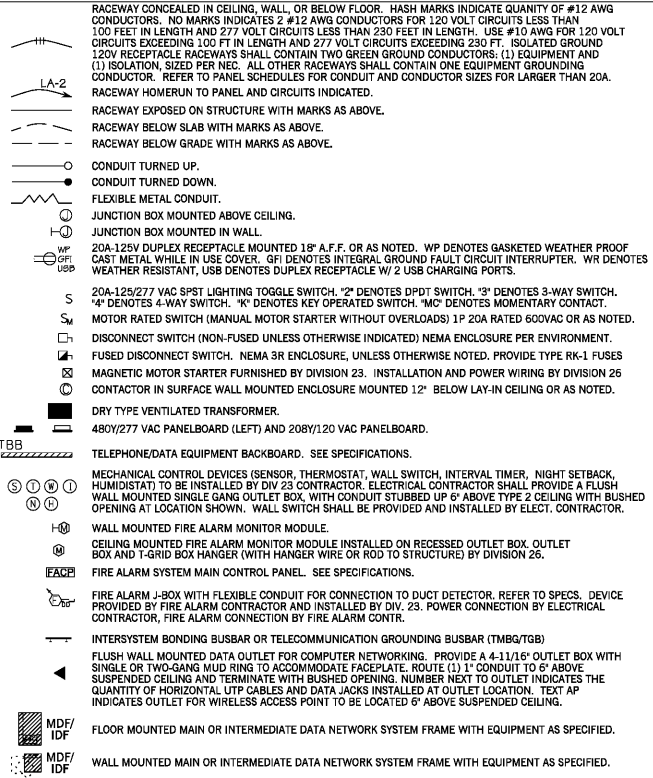 RACEWAY CONCEALED IN CEILING, WALL, OR BELOW FLOOR. HASH MARKS INDICATE QUANITY OF #12 AWG
CONDUCTORS. NO MARKS INDICATES 2 #12 AWG CONDUCTORS FOR 120 VOLT CIRCUITS LESS THAN
100 FEET IN LENGTH AND 277 VOLT CIRCUITS LESS THAN 230 FEET IN LENGTH. USE #10 AWG FOR 120 VOLT
CIRCUITS EXCEEDING 100 FT IN LENGTH AND 277 VOLT CIRCUITS EXCEEDING 230 FT. ISOLATED GROUND
120V RECEPTACLE RACEWAYS SHALL CONTAIN TWO GREEN GROUND CONDUCTORS: (1) EQUIPMENT AND
(1) ISOLATION, SIZED PER NEC. ALL OTHER RACEWAYS SHALL CONTAIN ONE EQUIPMENT GROUNDING
CONDUCTOR. REFER TO PANEL SCHEDULES FOR CONDUIT AND CONDUCTOR SIZES FOR LARGER THAN 20A.
LA-2
RACEWAY HOMERUN TO PANEL AND CIRCUITS INDICATED.
RACEWAY EXPOSED ON STRUCTURE WITH MARKS AS ABOVE.
RACEWAY BELOW SLAB WITH MARKS AS ABOVE.
RACEWAY BELOW GRADE WITH MARKS AS ABOVE.
CONDUIT TURNED UP.
CONDUIT TURNED DOWN.
FLEXIBLE METAL CONDUIT.
J JUNCTION BOX MOUNTED ABOVE CEILING.
J JUNCTION BOX MOUNTED IN WALL.
WP 20A-125V DUPLEX RECEPTACLE MOUNTED 18" A.F.F. OR AS NOTED. WP DENOTES GASKETED WEATHER PROOF
GFI CAST METAL WHILE IN USE COVER. GFI DENOTES INTEGRAL GROUND FAULT CIRCUIT INTERRUPTER. WR DENOTES
USB WEATHER RESISTANT, USB DENOTES DUPLEX RECEPTACLE W/ 2 USB CHARGING PORTS.
S 20A-125/277 VAC SPST LIGHTING TOGGLE SWITCH. "2" DENOTES DPDT SWITCH. "3" DENOTES 3-WAY SWITCH.
"4" DENOTES 4-WAY SWITCH. "K" DENOTES KEY OPERATED SWITCH. "MC" DENOTES MOMENTARY CONTACT.
SM MOTOR RATED SWITCH (MANUAL MOTOR STARTER WITHOUT OVERLOADS) 1P 20A RATED 600VAC OR AS NOTED.
DISCONNECT SWITCH (NON-FUSED UNLESS OTHERWISE INDICATED) NEMA ENCLOSURE PER ENVIRONMENT.
FUSED DISCONNECT SWITCH. NEMA 3R ENCLOSURE, UNLESS OTHERWISE NOTED. PROVIDE TYPE RK-1 FUSES
MAGNETIC MOTOR STARTER FURNISHED BY DIVISION 23. INSTALLATION AND POWER WIRING BY DIVISION 26
C CONTACTOR IN SURFACE WALL MOUNTED ENCLOSURE MOUNTED 12" BELOW LAY-IN CEILING OR AS NOTED.
DRY TYPE VENTILATED TRANSFORMER.
480Y/277 VAC PANELBOARD (LEFT) AND 208Y/120 VAC PANELBOARD.
TBB
TELEPHONE/DATA EQUIPMENT BACKBOARD. SEE SPECIFICATIONS.
MECHANICAL CONTROL DEVICES (SENSOR, THERMOSTAT, WALL SWITCH, INTERVAL TIMER, NIGHT SETBACK,
S T W I HUMIDISTAT) TO BE INSTALLED BY DIV 23 CONTRACTOR. ELECTRICAL CONTRACTOR SHALL PROVIDE A FLUSH
N H WALL MOUNTED SINGLE GANG OUTLET BOX, WITH CONDUIT STUBBED UP 6" ABOVE TYPE 2 CEILING WITH BUSHED
OPENING AT LOCATION SHOWN. WALL SWITCH SHALL BE PROVIDED AND INSTALLED BY ELECT. CONTRACTOR.
M WALL MOUNTED FIRE ALARM MONITOR MODULE.
M CEILING MOUNTED FIRE ALARM MONITOR MODULE INSTALLED ON RECESSED OUTLET BOX. OUTLET
BOX AND T-GRID BOX HANGER (WITH HANGER WIRE OR ROD TO STRUCTURE) BY DIVISION 26.
FACP FIRE ALARM SYSTEM MAIN CONTROL PANEL. SEE SPECIFICATIONS.
FIRE ALARM J-BOX WITH FLEXIBLE CONDUIT FOR CONNECTION TO DUCT DETECTOR. REFER TO SPECS. DEVICE
PROVIDED BY FIRE ALARM CONTRACTOR AND INSTALLED BY DIV. 23. POWER CONNECTION BY ELECTRICAL
CONTRACTOR, FIRE ALARM CONNECTION BY FIRE ALARM CONTR.
INTERSYSTEM BONDING BUSBAR OR TELECOMMUNICATION GROUNDING BUSBAR (TMBG/TGB)
FLUSH WALL MOUNTED DATA OUTLET FOR COMPUTER NETWORKING. PROVIDE A 4-11/16" OUTLET BOX WITH
SINGLE OR TWO-GANG MUD RING TO ACCOMMODATE FACEPLATE. ROUTE (1) 1" CONDUIT TO 6" ABOVE
SUSPENDED CEILING AND TERMINATE WITH BUSHED OPENING. NUMBER NEXT TO OUTLET INDICATES THE
QUANTITY OF HORIZONTAL UTP CABLES AND DATA JACKS INSTALLED AT OUTLET LOCATION. TEXT AP
INDICATES OUTLET FOR WIRELESS ACCESS POINT TO BE LOCATED 6" ABOVE SUSPENDED CEILING.
MDF/
IDF
FLOOR MOUNTED MAIN OR INTERMEDIATE DATA NETWORK SYSTEM FRAME WITH EQUIPMENT AS SPECIFIED.
MDF/
IDF
WALL MOUNTED MAIN OR INTERMEDIATE DATA NETWORK SYSTEM FRAME WITH EQUIPMENT AS SPECIFIED.